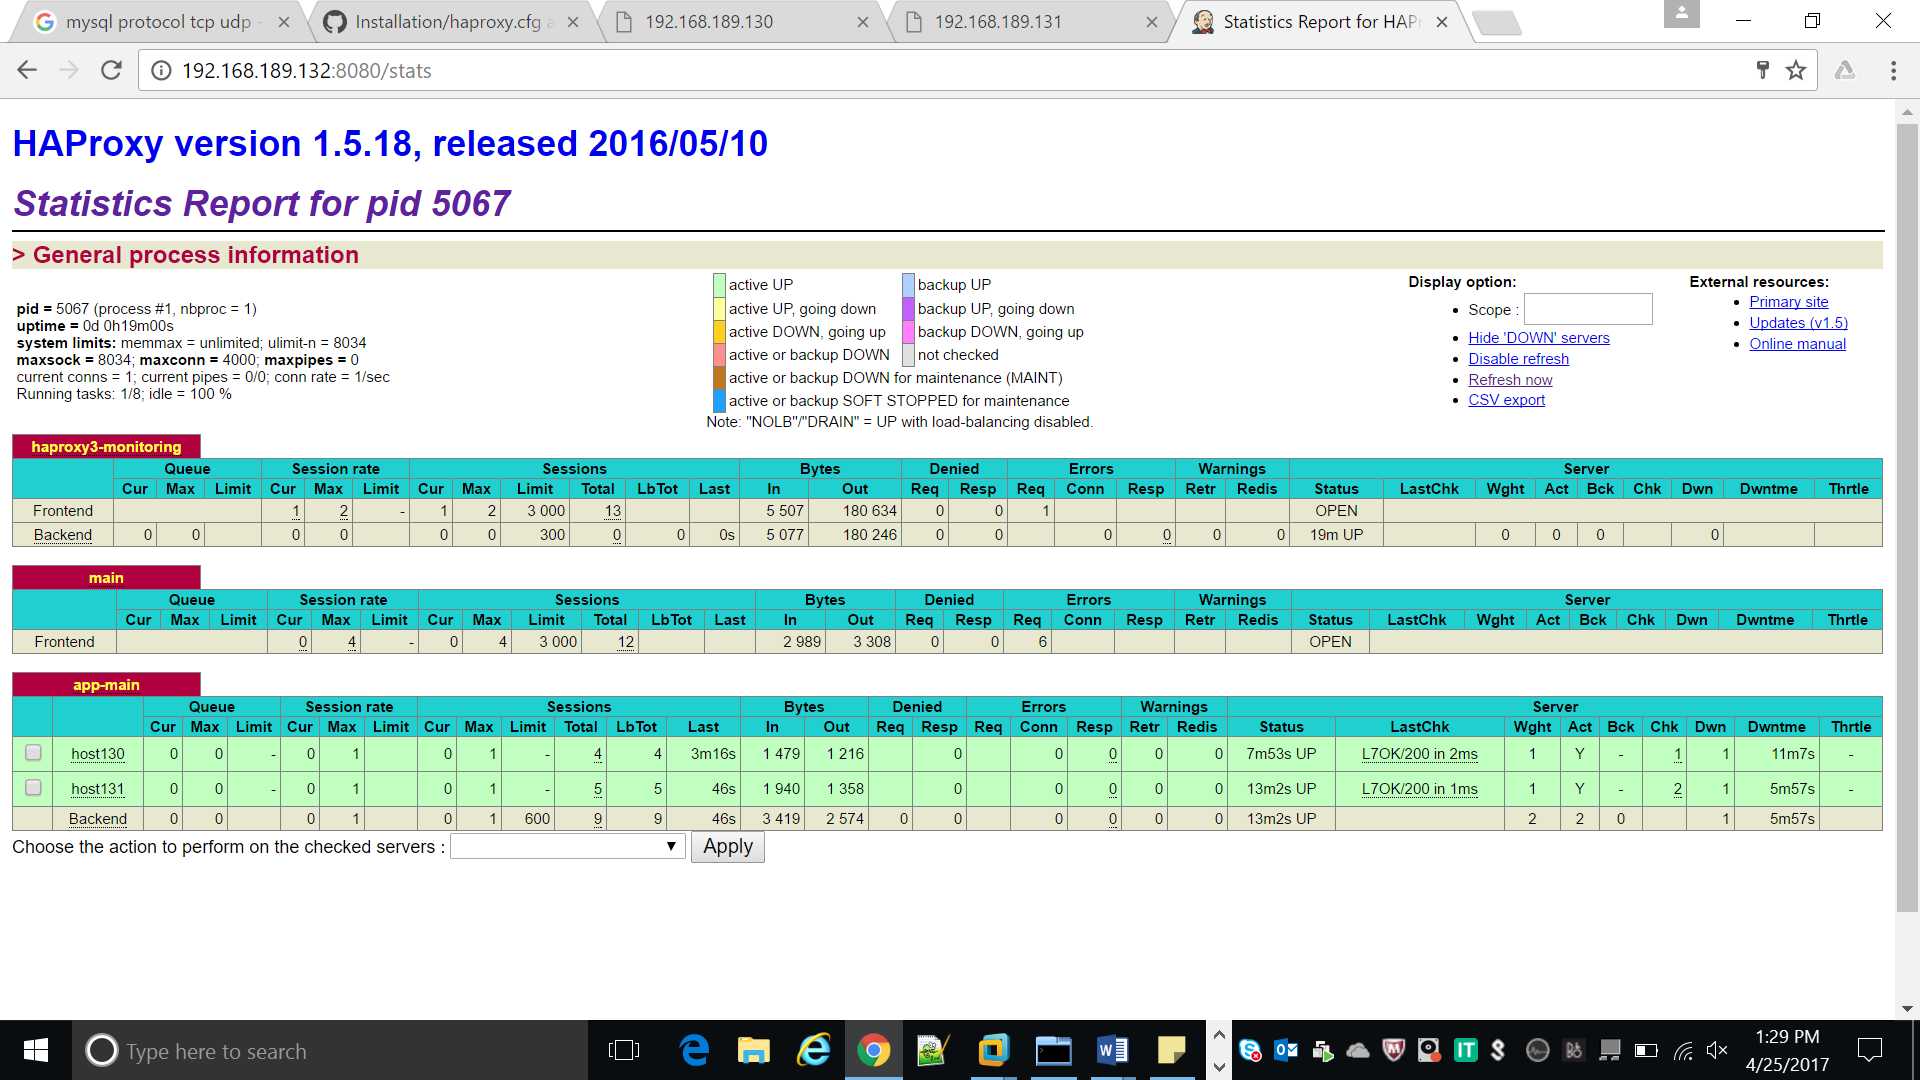 mysql protocol tcp udp - Installation/haproxy.cfg a 192.168.189.130 192.168.189.131 Statistics Report for HAPr
192.168.189.132:8080/stats
HAProxy version 1.5.18, released 2016/05/10
Statistics Report for pid 5067
> General process information
pid = 5067 (process #1, nbproc = 1)
uptime = 0d 0h19m00s
system limits: memmax = unlimited; ulimit-n = 8034
maxsock = 8034; maxconn = 4000; maxpipes = 0
current conns = 1; current pipes = 0/0; conn rate = 1/sec
Running tasks: 1/8; idle = 100 %
active UP backup UP
active UP, going down backup UP, going down
active DOWN, going up backup DOWN, going up
active or backup DOWN not checked
active or backup DOWN for maintenance (MAINT)
active or backup SOFT STOPPED for maintenance
Note: "NOLB"/"DRAIN" = UP with load-balancing disabled.
Display option:
Scope :
Hide 'DOWN' servers
Disable refresh
Refresh now
CSV export
External resources:
Primary site
Updates (v1.5)
Online manual
haproxy3-monitoring
Queue Session rate Sessions Bytes Denied Errors Warnings Server
Cur Max Limit Cur Max Limit Cur Max Limit Total LbTot Last In Out Req Resp Req Conn Resp Retr Redis Status LastChk Wght Act Bck Chk Dwn Dwntme Thrtle
Frontend 1 2 - 1 2 3 000 13 5 507 180 634 0 0 1 OPEN
Backend 0 0 0 0 0 0 300 0 0 0s 5 077 180 246 0 0 0 0 0 0 19m UP 0 0 0 0
main
Queue Session rate Sessions Bytes Denied Errors Warnings Server
Cur Max Limit Cur Max Limit Cur Max Limit Total LbTot Last In Out Req Resp Req Conn Resp Retr Redis Status LastChk Wght Act Bck Chk Dwn Dwntme Thrtle
Frontend 0 4 - 0 4 3 000 12 2 989 3 308 0 0 6 OPEN
app-main
Queue Session rate Sessions Bytes Denied Errors Warnings Server
Cur Max Limit Cur Max Limit Cur Max Limit Total LbTot Last In Out Req Resp Req Conn Resp Retr Redis Status LastChk Wght Act Bck Chk Dwn Dwntme Thrtle
host130 0 0 - 0 1 0 1 - 4 4 3m16s 1 479 1 216 0 0 0 0 0 7m53s UP L7OK/200 in 2ms 1 Y - 1 1 11m7s -
host131 0 0 - 0 1 0 1 - 5 5 46s 1 940 1 358 0 0 0 0 0 13m2s UP L7OK/200 in 1ms 1 Y - 2 1 5m57s -
Backend 0 0 0 1 0 1 600 9 9 46s 3 419 2 574 0 0 0 0 0 0 13m2s UP 2 2 0 1 5m57s
Choose the action to perform on the checked servers : Apply
Type here to search
1:29 PM
4/25/2017